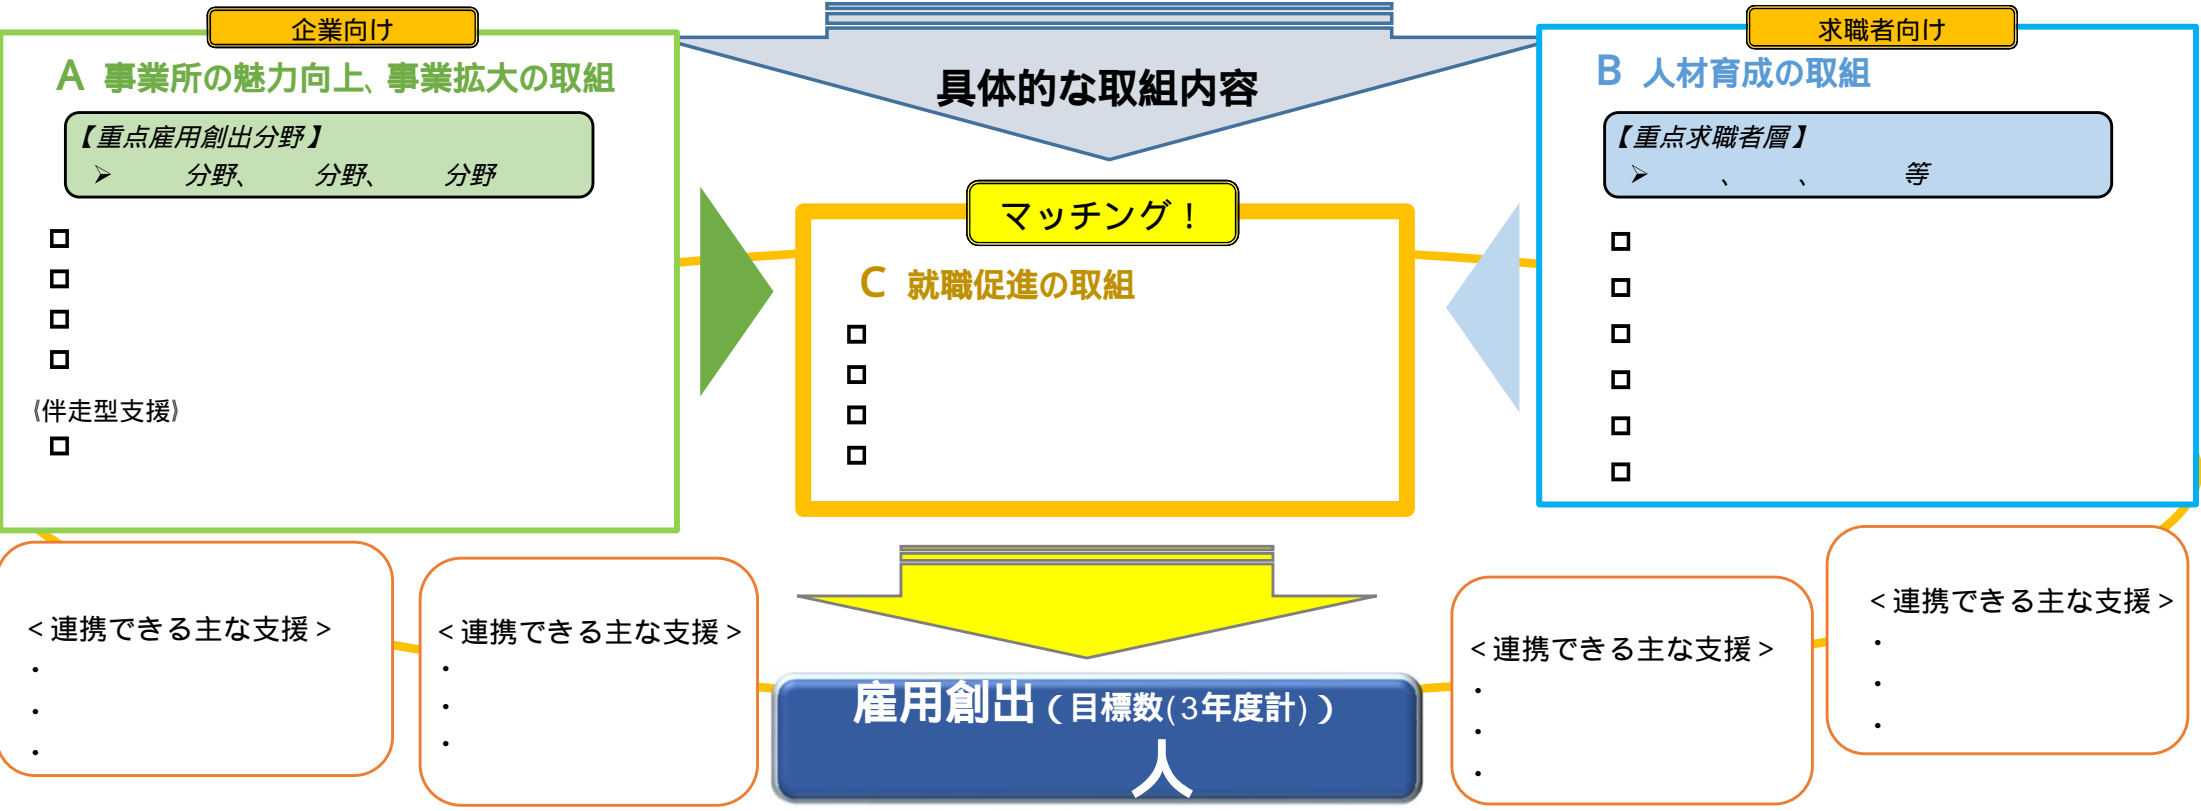 企業向け
A 事業所の魅力向上、事業拡大の取組
【重点雇用創出分野】
➢ 分野、 分野、 分野
□
□
□
□
《伴走型支援》
□
具体的な取組内容
マッチング！
C 就職促進の取組
□
□
□
□
求職者向け
B 人材育成の取組
【重点求職者層】
➢ 、 、 等
□
□
□
□
□
□
＜連携できる主な支援＞
・
・
・
＜連携できる主な支援＞
・
・
・
雇用創出（目標数(3年度計)）
人
＜連携できる主な支援＞
・
・
・
＜連携できる主な支援＞
・
・
・